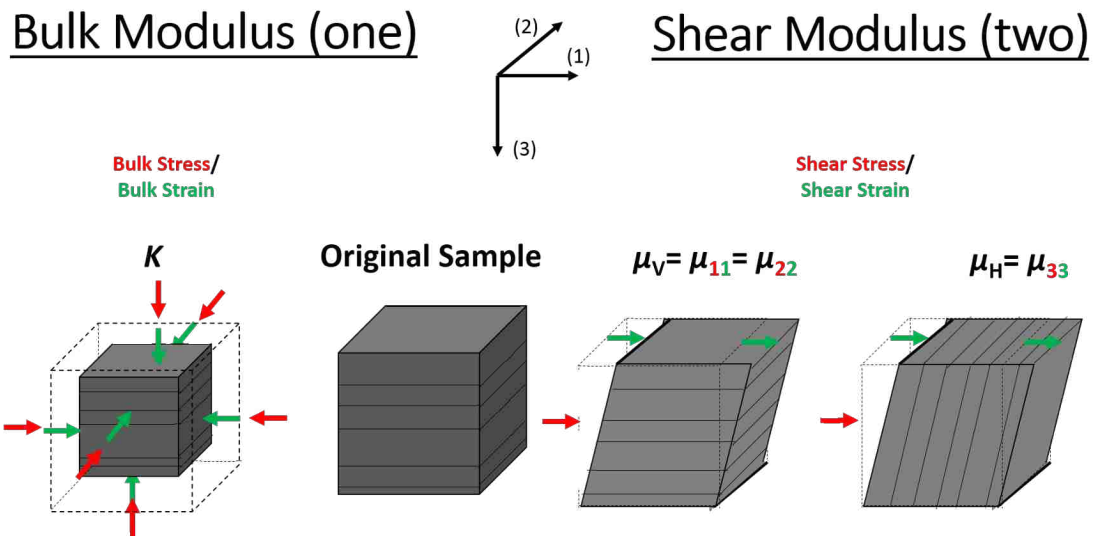 Bulk Modulus (one)
Shear Modulus (two)
(2)
(1)
(3)
Bulk Stress/
Bulk Strain
Shear Stress/
Shear Strain
K
Original Sample
μV= μ11= μ22
μH= μ33